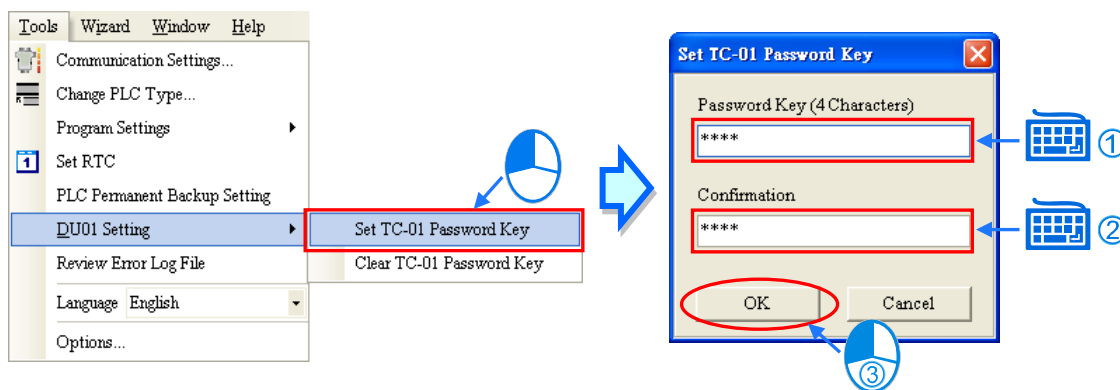 Tools Wizard Window Help
Communication Settings...
Change PLC Type...
Program Settings
1 Set RTC
PLC Permanent Backup Setting
DU01 Setting
Set TC-01 Password Key
Review Error Log File
Clear TC-01 Password Key
Language English
Options...
Set TC-01 Password Key
Password Key (4 Characters)
****
①
Confirmation
****
②
OK Cancel
③